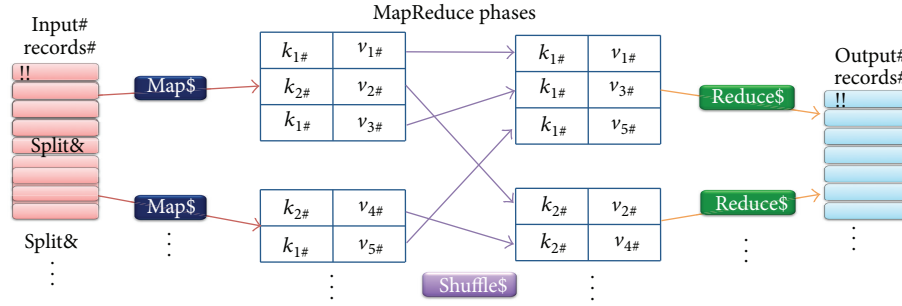 MapReduce phases
Input#
records#
!!
Split&
Split&
Map$
Map$
k1# v1#
k2# v2#
k1# v3#
k2# v4#
k1# v5#
Shuffle$
k1# v1#
k1# v3#
k1# v5#
k2# v2#
k2# v4#
Reduce$
Reduce$
Output#
records#
!!